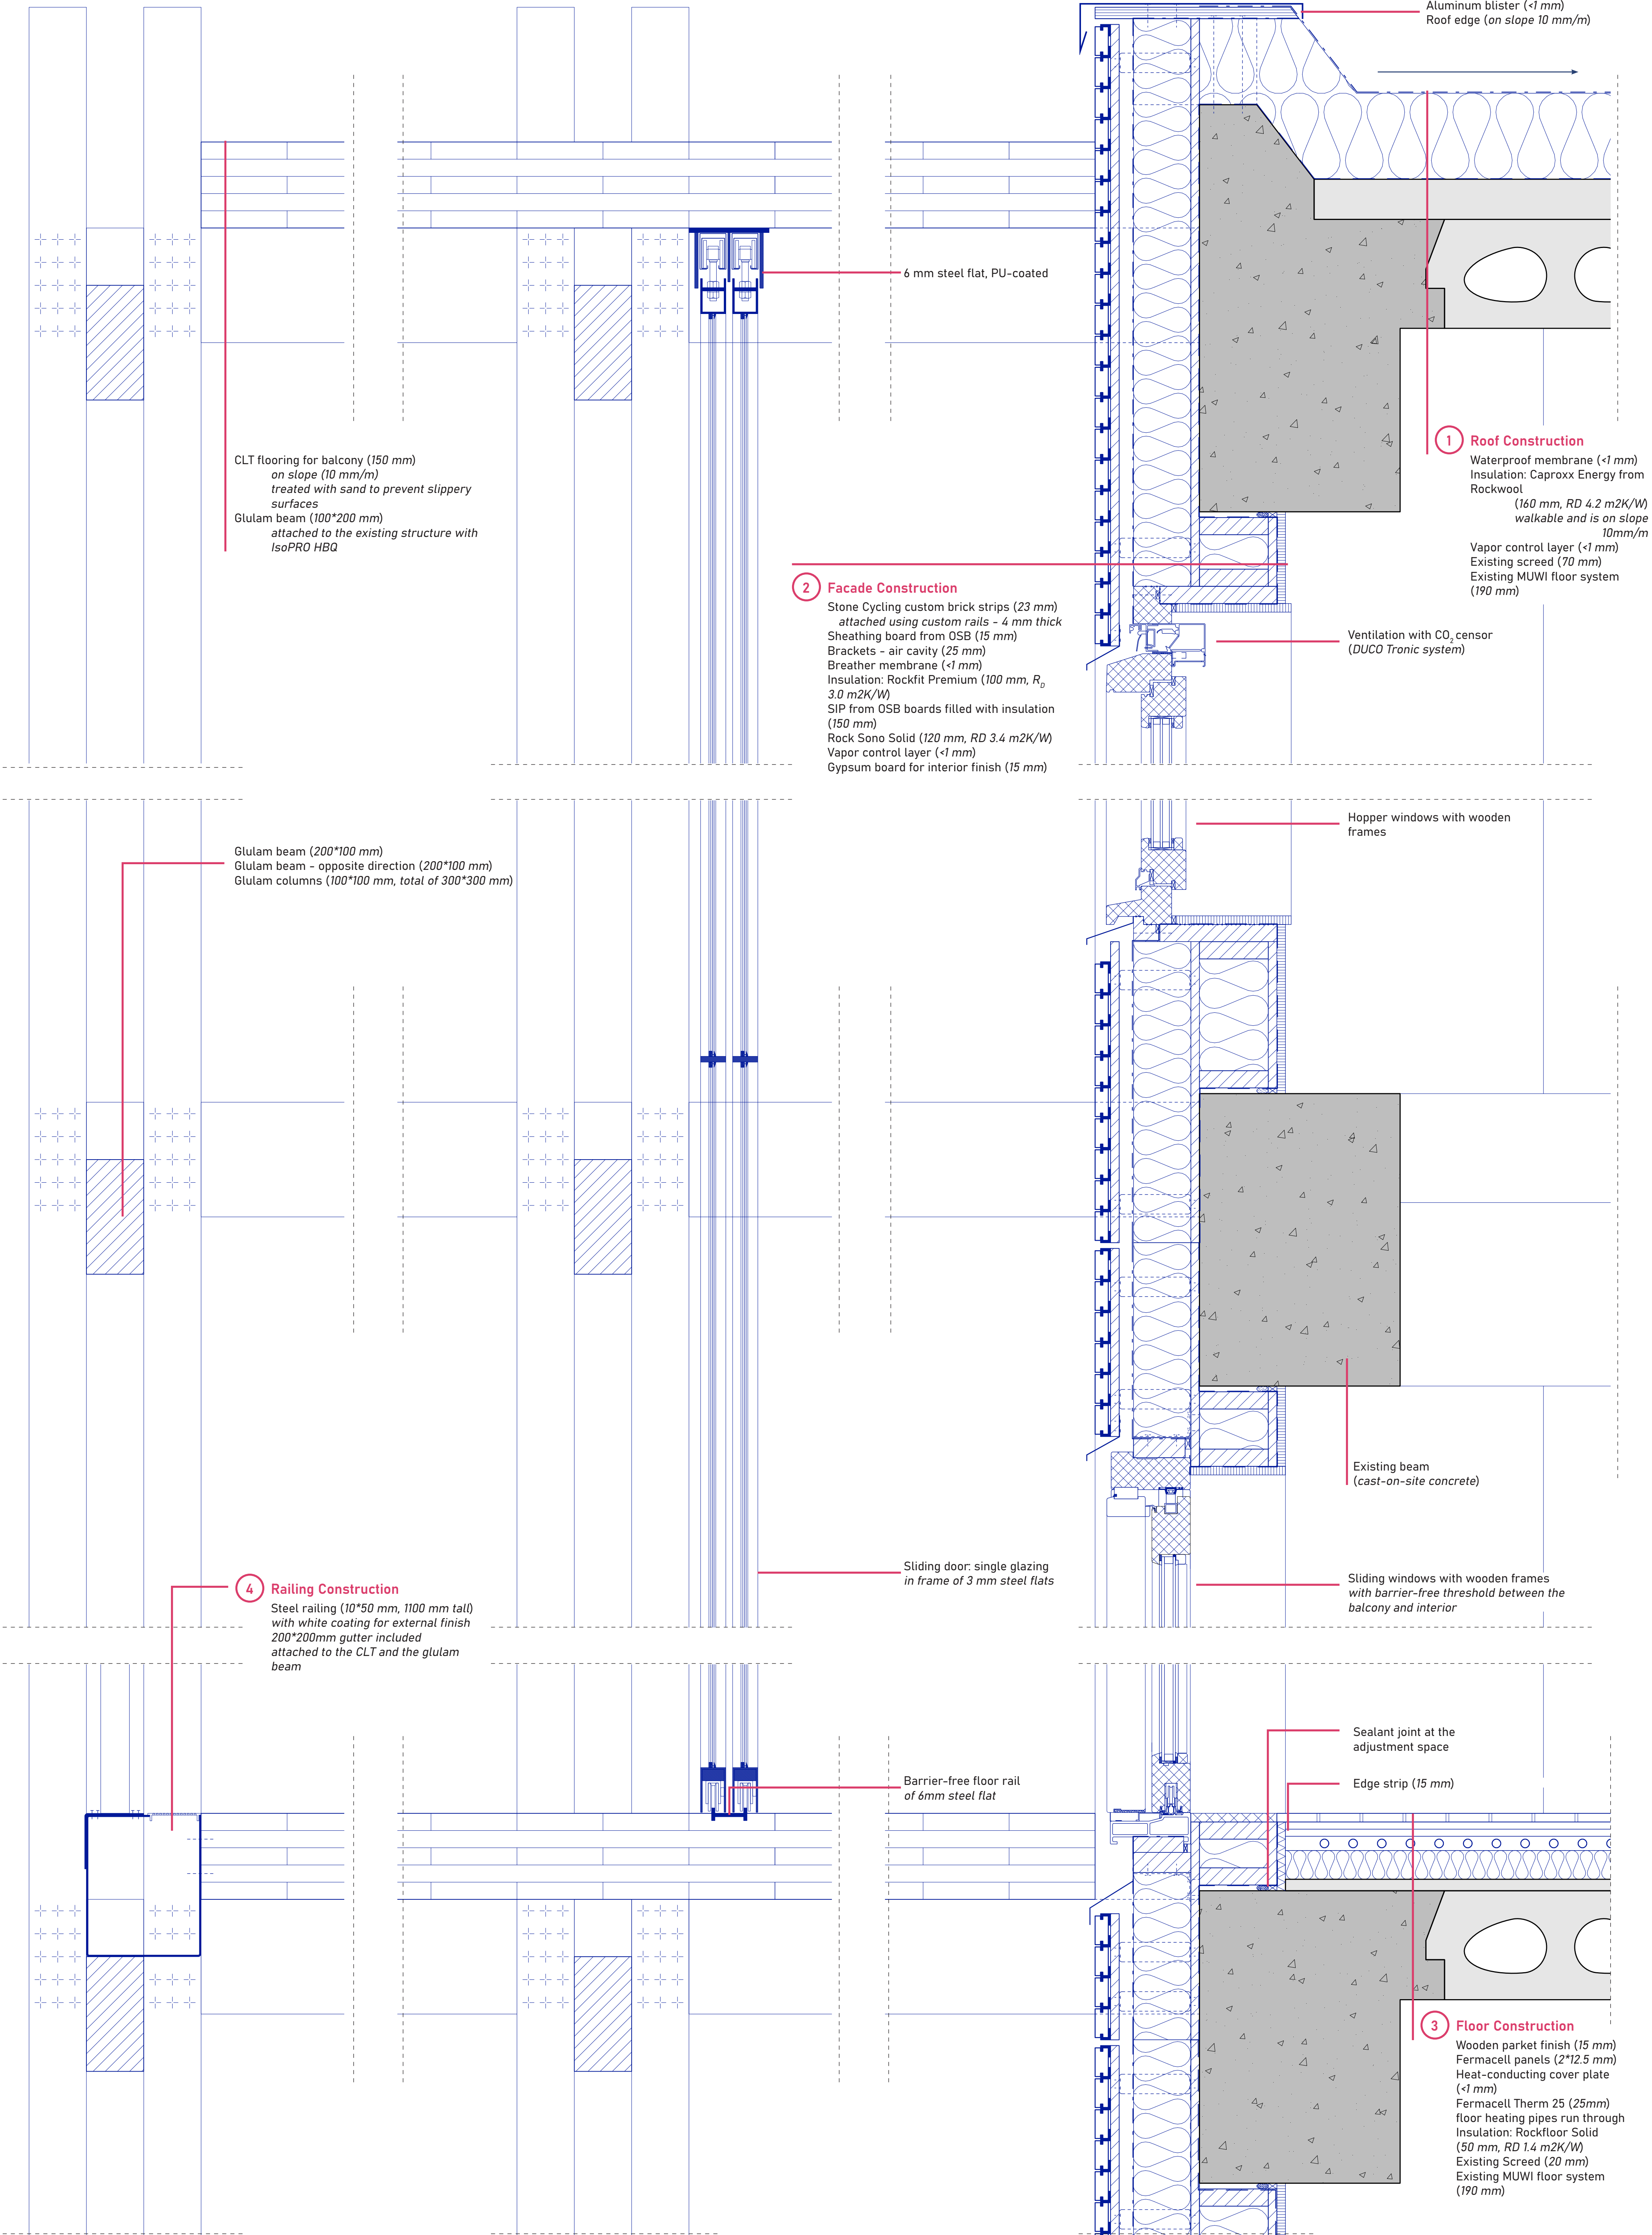 Aluminum blister (<1 mm)
Roof edge (on slope 10 mm/m)
6 mm steel flat, PU-coated
CLT flooring for balcony (150 mm)
on slope (10 mm/m)
treated with sand to prevent slippery
surfaces
Glulam beam (100*200 mm)
attached to the existing structure with
IsoPRO HBQ
1 Roof Construction
Waterproof membrane (<1 mm)
Insulation: Caproxx Energy from
Rockwool
(160 mm, RD 4.2 m2K/W)
walkable and is on slope
10mm/m
Vapor control layer (<1 mm)
Existing screed (70 mm)
Existing MUWI floor system
(190 mm)
2 Facade Construction
Stone Cycling custom brick strips (23 mm)
attached using custom rails - 4 mm thick
Sheathing board from OSB (15 mm)
Brackets - air cavity (25 mm)
Breather membrane (<1 mm)
Insulation: Rockfit Premium (100 mm, RD
3.0 m2K/W)
SIP from OSB boards filled with insulation
(150 mm)
Rock Sono Solid (120 mm, RD 3.4 m2K/W)
Vapor control layer (<1 mm)
Gypsum board for interior finish (15 mm)
Ventilation with CO2 censor
(DUCO Tronic system)
Hopper windows with wooden
frames
Glulam beam (200*100 mm)
Glulam beam - opposite direction (200*100 mm)
Glulam columns (100*100 mm, total of 300*300 mm)
Existing beam
(cast-on-site concrete)
Sliding door: single glazing
in frame of 3 mm steel flats
Sliding windows with wooden frames
with barrier-free threshold between the
balcony and interior
4 Railing Construction
Steel railing (10*50 mm, 1100 mm tall)
with white coating for external finish
200*200mm gutter included
attached to the CLT and the glulam
beam
Sealant joint at the
adjustment space
Edge strip (15 mm)
Barrier-free floor rail
of 6mm steel flat
3 Floor Construction
Wooden parket finish (15 mm)
Fermacell panels (2*12.5 mm)
Heat-conducting cover plate
(<1 mm)
Fermacell Therm 25 (25mm)
floor heating pipes run through
Insulation: Rockfloor Solid
(50 mm, RD 1.4 m2K/W)
Existing Screed (20 mm)
Existing MUWI floor system
(190 mm)